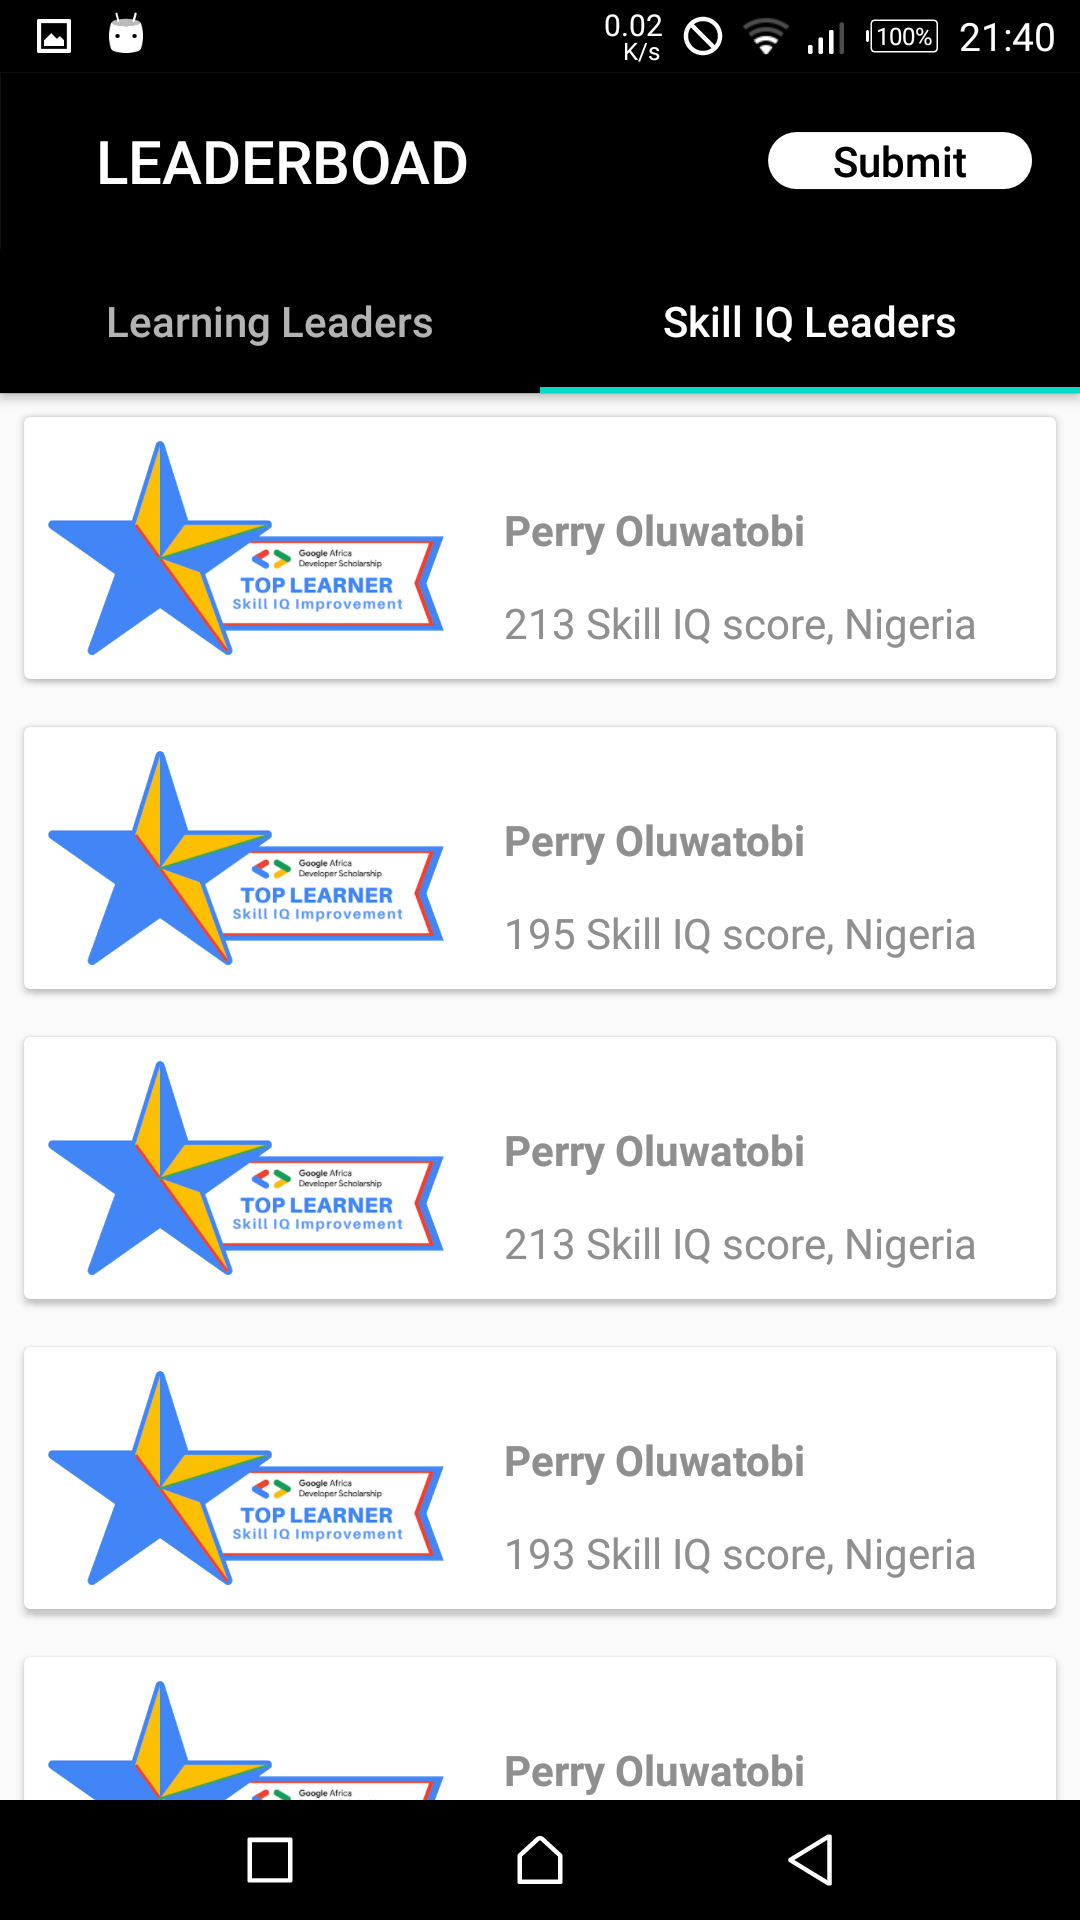 0.02
K/s
100%
21:40
LEADERBOAD
Submit
Learning Leaders
Skill IQ Leaders
Google Africa
Developer Scholarship
TOP LEARNER
Skill IQ Improvement
Perry Oluwatobi
213 Skill IQ score, Nigeria
Google Africa
Developer Scholarship
TOP LEARNER
Skill IQ Improvement
Perry Oluwatobi
195 Skill IQ score, Nigeria
Google Africa
Developer Scholarship
TOP LEARNER
Skill IQ Improvement
Perry Oluwatobi
213 Skill IQ score, Nigeria
Google Africa
Developer Scholarship
TOP LEARNER
Skill IQ Improvement
Perry Oluwatobi
193 Skill IQ score, Nigeria
Google Africa
Perry Oluwatobi